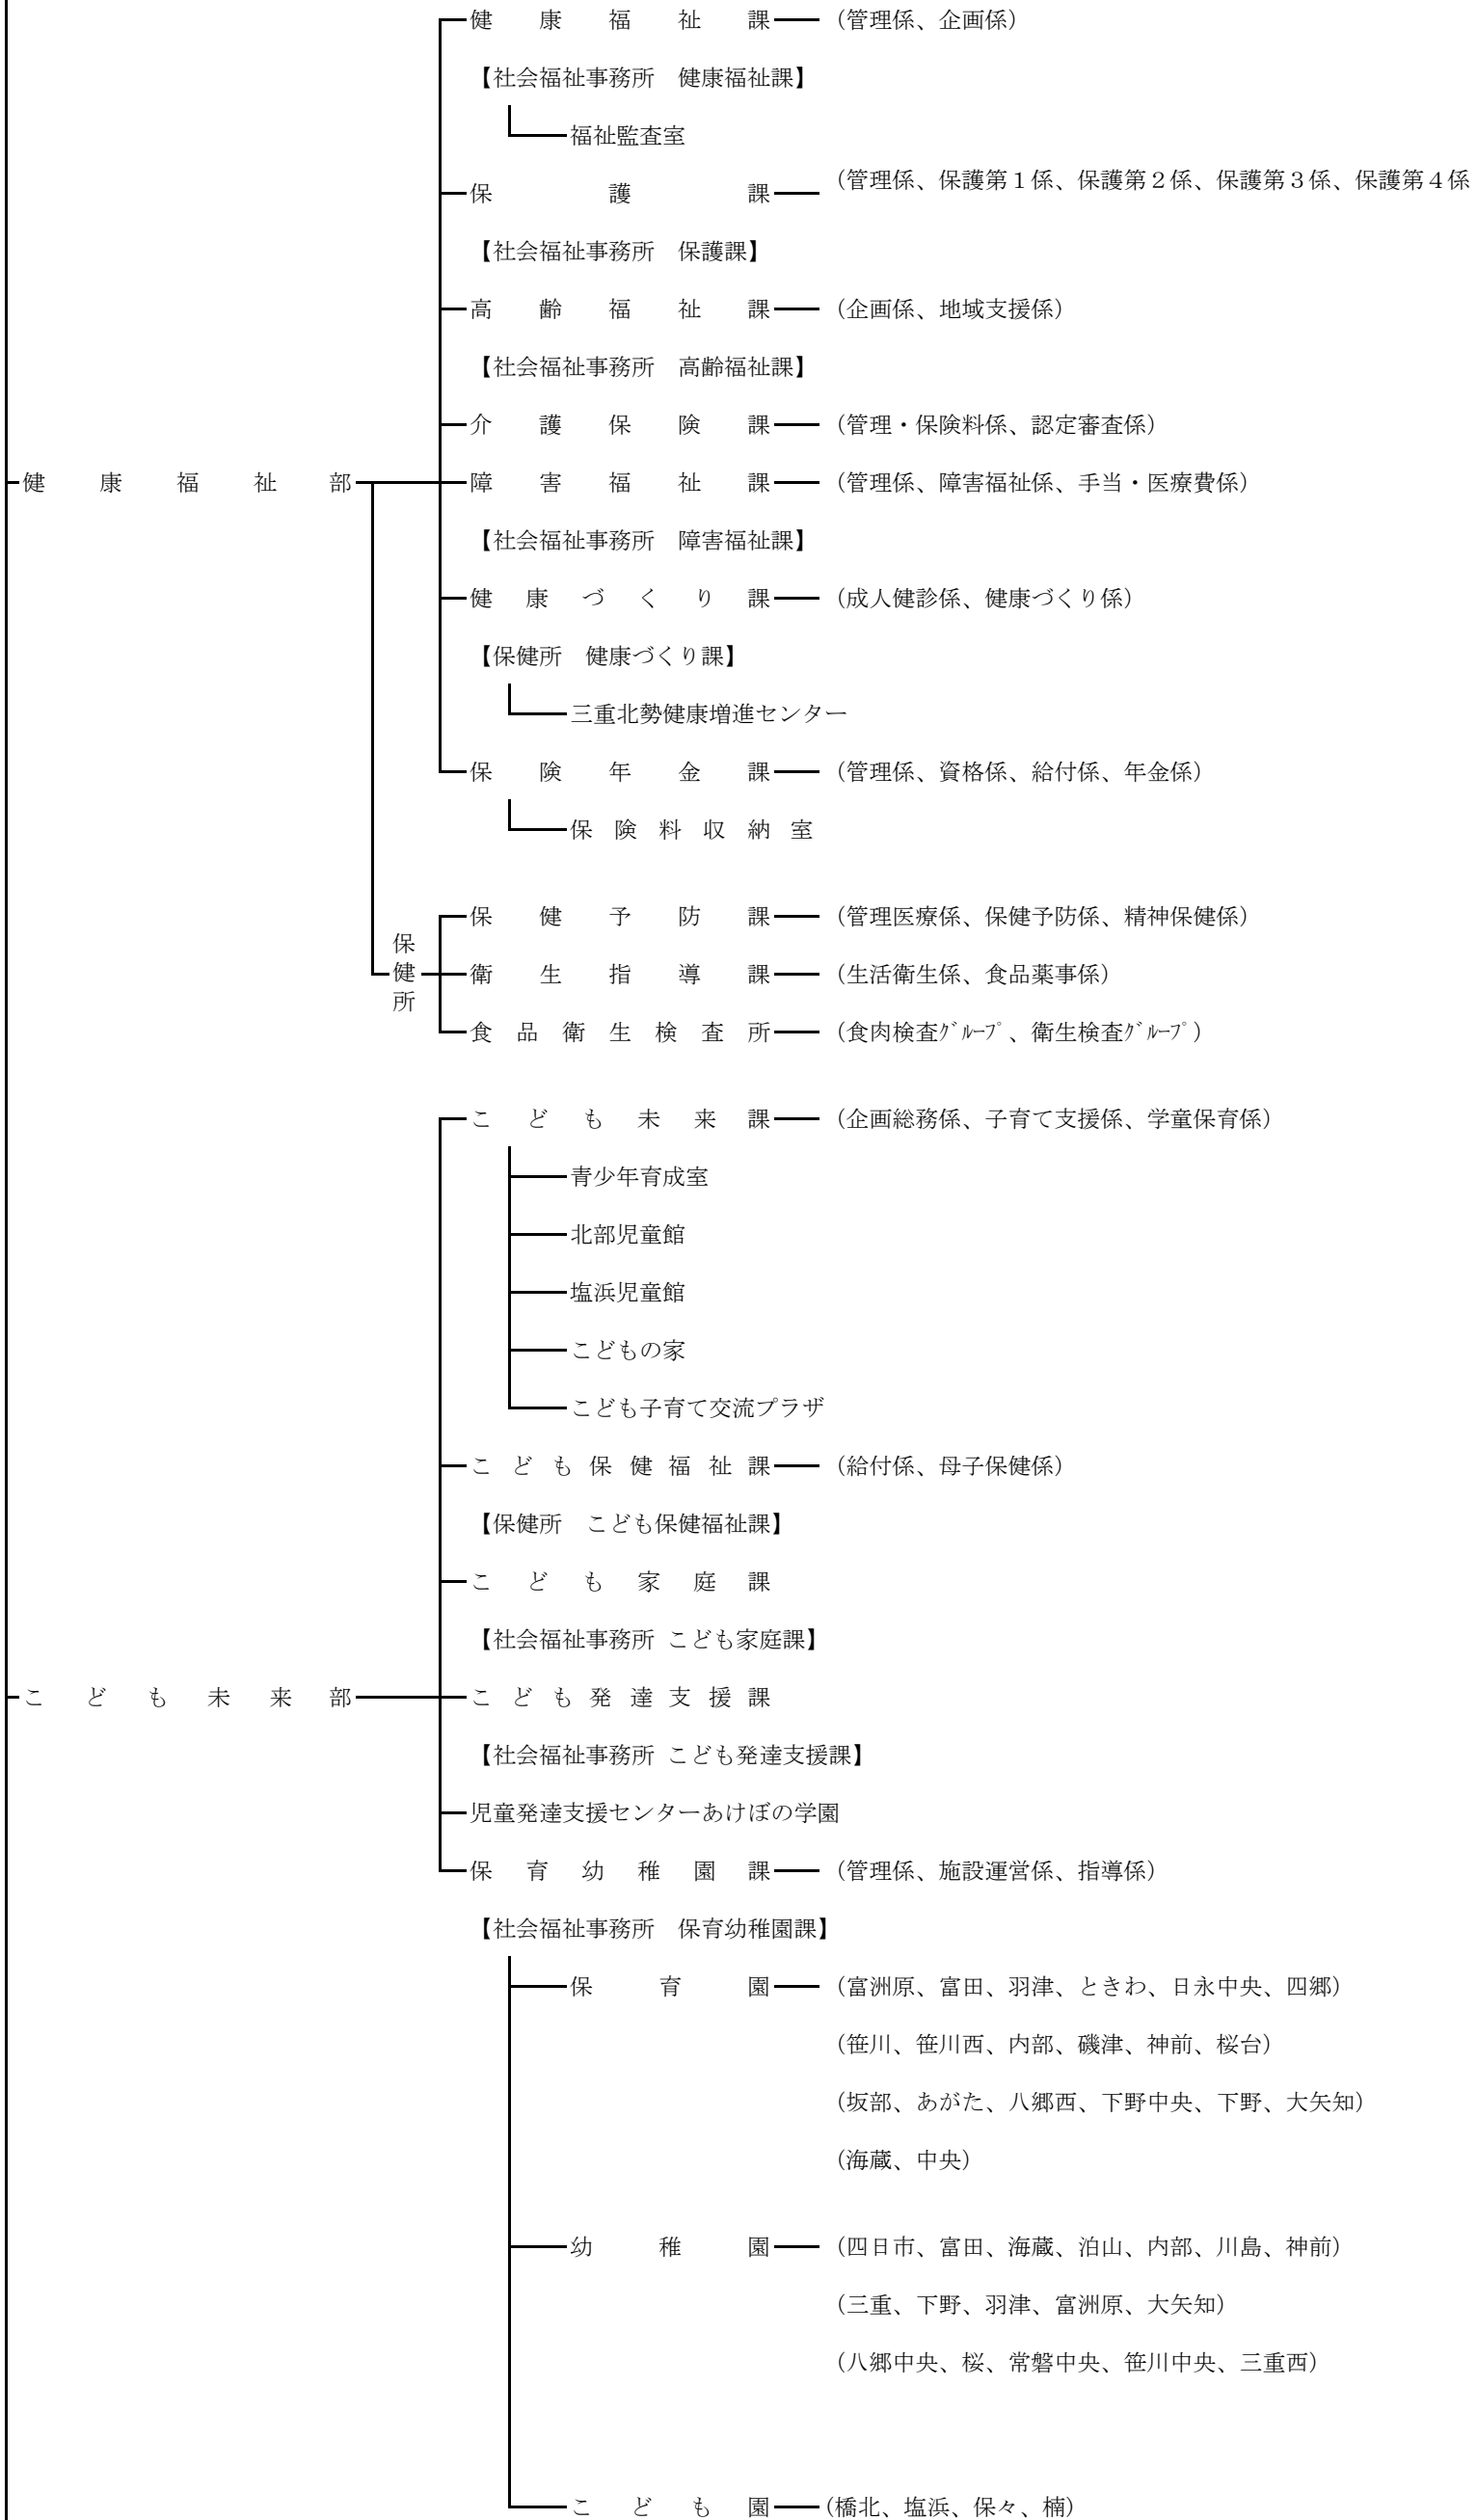 健康福祉課 (管理係、企画係)
【社会福祉事務所　健康福祉課】
福祉監査室
保護課 (管理係、保護第１係、保護第２係、保護第３係、保護第４係
【社会福祉事務所　保護課】
高齢福祉課 (企画係、地域支援係)
【社会福祉事務所　高齢福祉課】
介護保険課 (管理・保険料係、認定審査係)
健康福祉部 障害福祉課 (管理係、障害福祉係、手当・医療費係)
【社会福祉事務所　障害福祉課】
健康づくり課 (成人健診係、健康づくり係)
【保健所　健康づくり課】
三重北勢健康増進センター
保険年金課 (管理係、資格係、給付係、年金係)
保険料収納室
保健予防課 (管理医療係、保健予防係、精神保健係)
保健所 衛生指導課 (生活衛生係、食品薬事係)
食品衛生検査所 (食肉検査ｸﾞﾙｰﾌﾟ、衛生検査ｸﾞﾙｰﾌﾟ)
こども未来課 (企画総務係、子育て支援係、学童保育係)
青少年育成室
北部児童館
塩浜児童館
こどもの家
こども子育て交流プラザ
こども保健福祉課 (給付係、母子保健係)
【保健所　こども保健福祉課】
こども家庭課
【社会福祉事務所 こども家庭課】
こども未来部 こども発達支援課
【社会福祉事務所 こども発達支援課】
児童発達支援センターあけぼの学園
保育幼稚園課 (管理係、施設運営係、指導係)
【社会福祉事務所　保育幼稚園課】
保育園 (富洲原、富田、羽津、ときわ、日永中央、四郷)
(笹川、笹川西、内部、磯津、神前、桜台)
(坂部、あがた、八郷西、下野中央、下野、大矢知)
(海蔵、中央)
幼稚園 (四日市、富田、海蔵、泊山、内部、川島、神前)
(三重、下野、羽津、富洲原、大矢知)
(八郷中央、桜、常磐中央、笹川中央、三重西)
こども園 (橋北、塩浜、保々、楠)